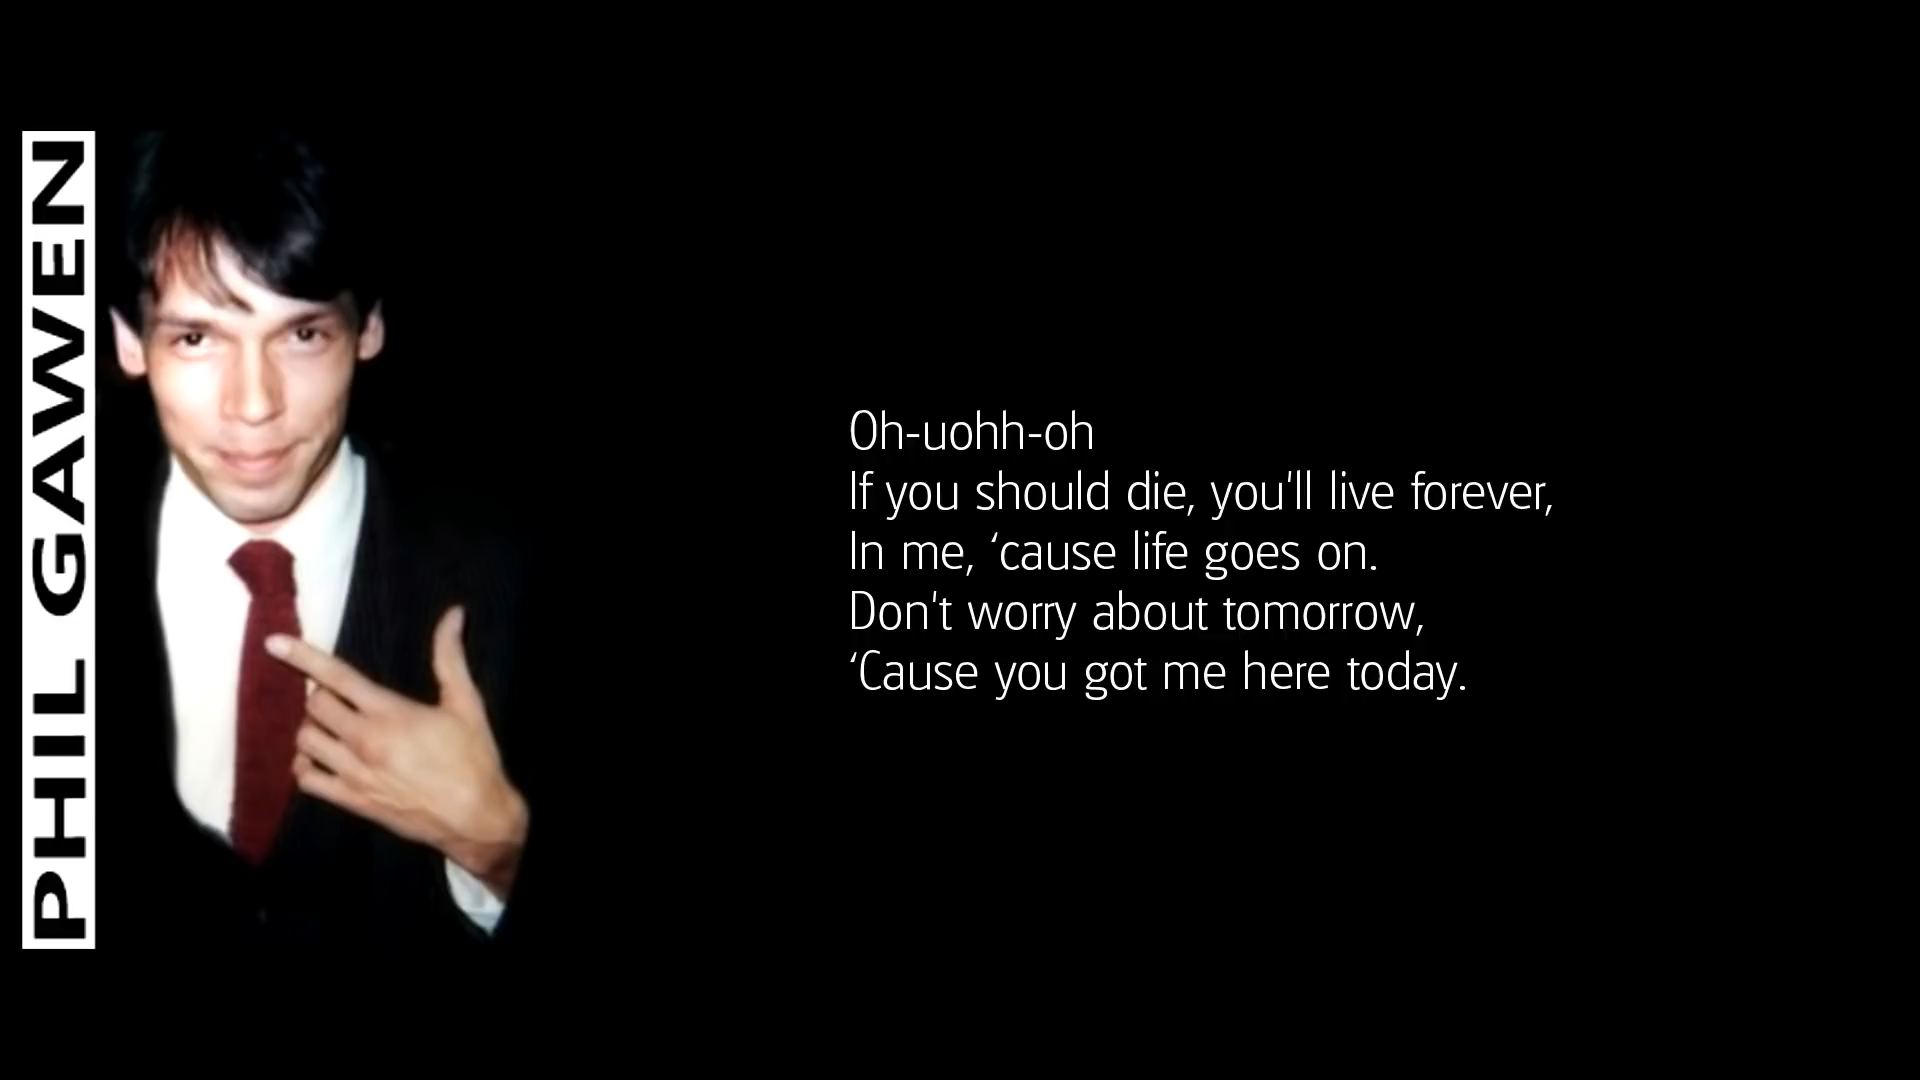 PHIL GAWEN
Oh-uohh-oh
If you should die, you'll live forever,
In me, ‘cause life goes on.
Don't worry about tomorrow,
‘Cause you got me here today.